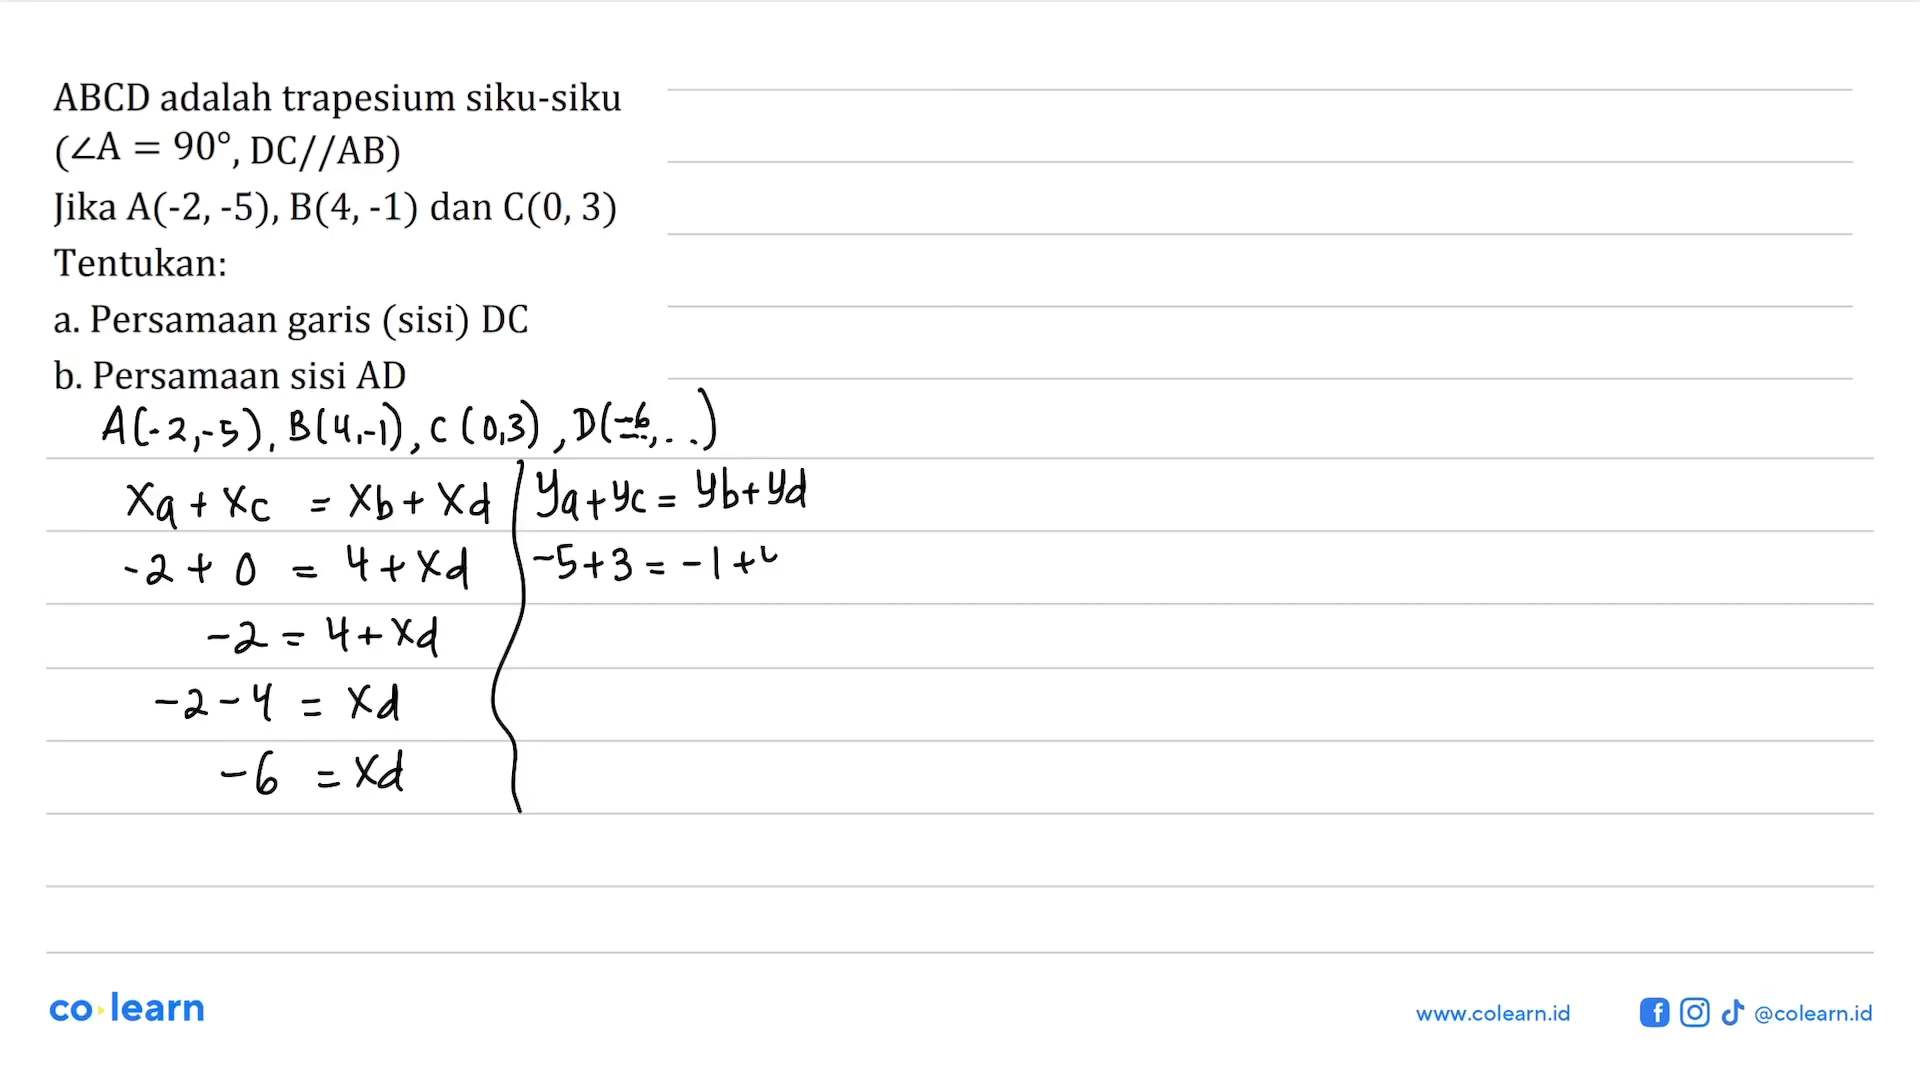 ABCD adalah trapesium siku-siku
(∠A = 90°, DC//AB)
Jika A(-2, -5), B(4, -1) dan C(0, 3)
Tentukan:
a. Persamaan garis (sisi) DC
b. Persamaan sisi AD
A(-2,-5), B(4,-1), C(0,3), D(-6, ..)
xa + xc = xb + xd
-2 + 0 = 4 + xd
-2 = 4 + xd
-2 - 4 = xd
-6 = xd
ya + yc = yb + yd
-5 + 3 = -1 +
co learn
www.colearn.id
@colearn.id